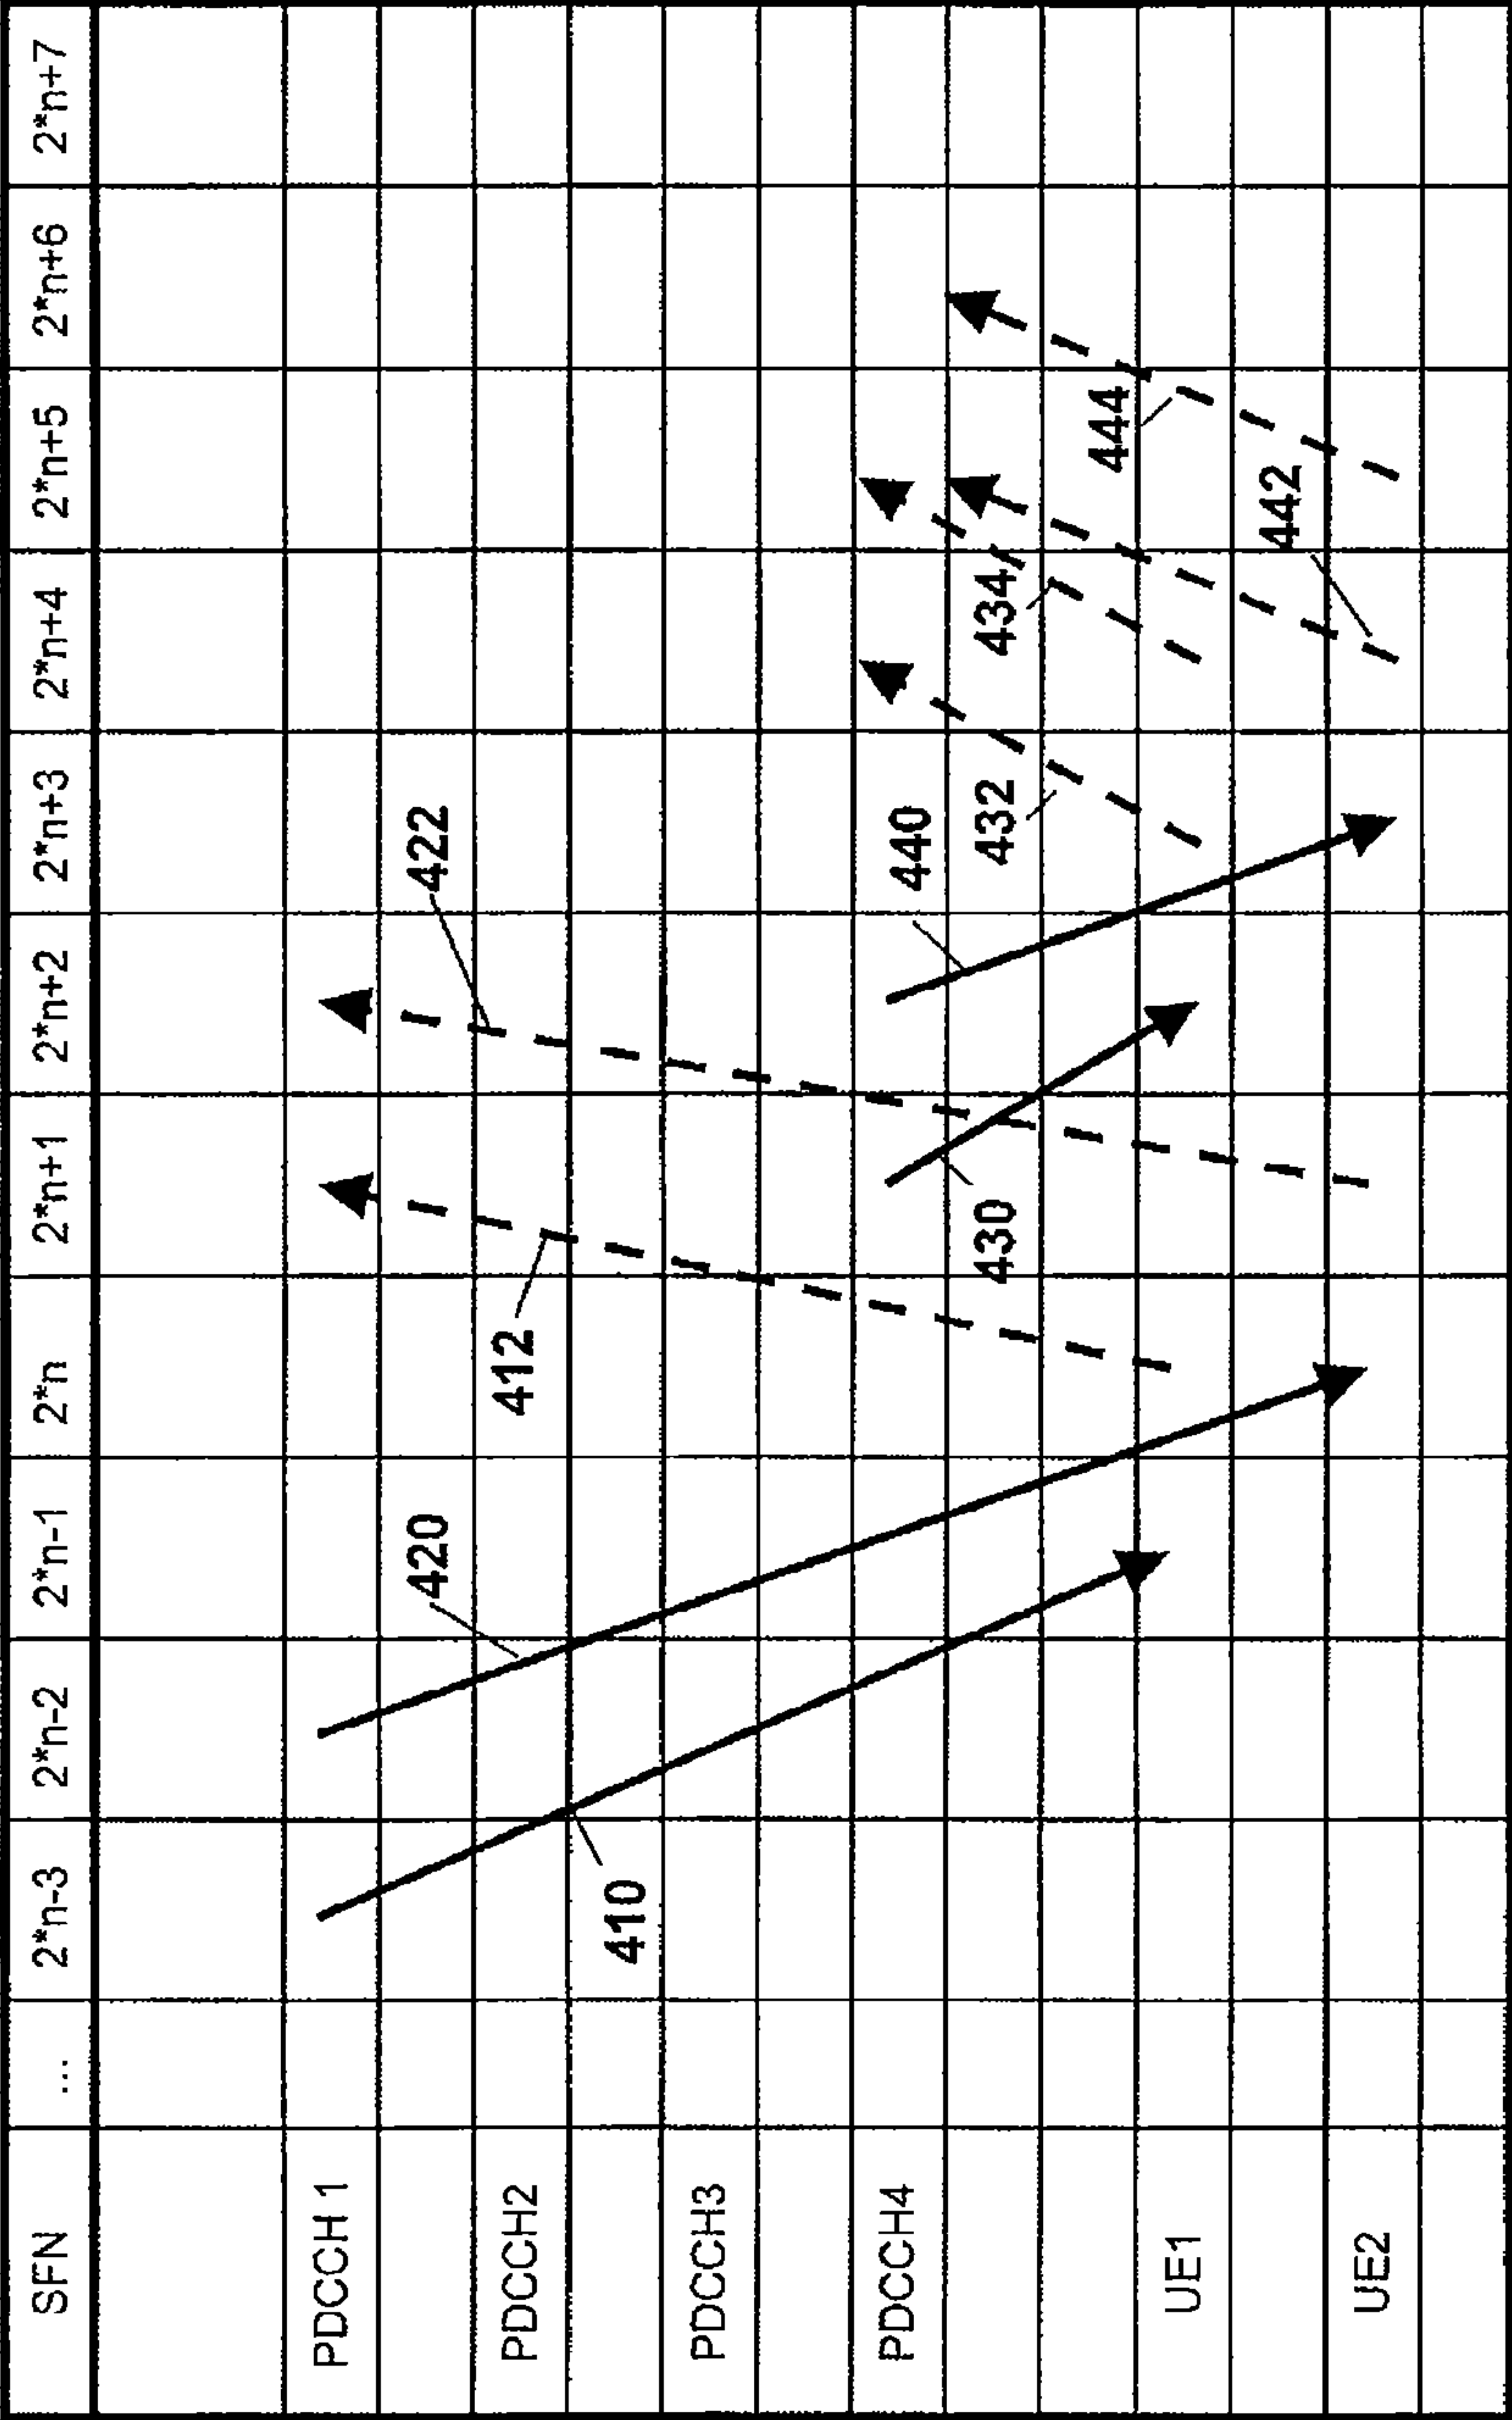 SFN ... 2*n-3 2*n-2 2*n-1 2*n 2*n+1 2*n+2 2*n+3 2*n+4 2*n+5 2*n+6 2*n+7
PDCCH 1
420 422
PDCCH2 412
410
PDCCH3
PDCCH4 440
430 432 434
444
UE1
442
UE2